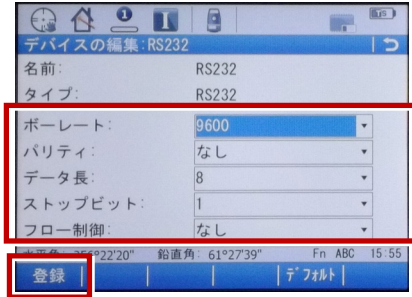 デバイスの編集:RS232
名前: RS232
タイプ: RS232
ボーレート: 9600
パリティ: なし
データ長: 8
ストップビット: 1
フロー制御: なし
22'20" 鉛直角: 61°27'39" Fn ABC 15:55
登録 デフォルト